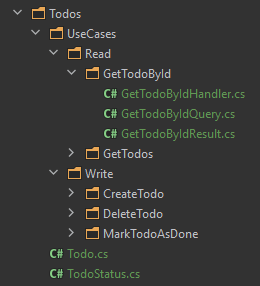 Todos
UseCases
Read
GetTodoById
C# GetTodoByIdHandler.cs
C# GetTodoByIdQuery.cs
C# GetTodoByIdResult.cs
GetTodos
Write
CreateTodo
DeleteTodo
MarkTodoAsDone
C# Todo.cs
C# TodoStatus.cs